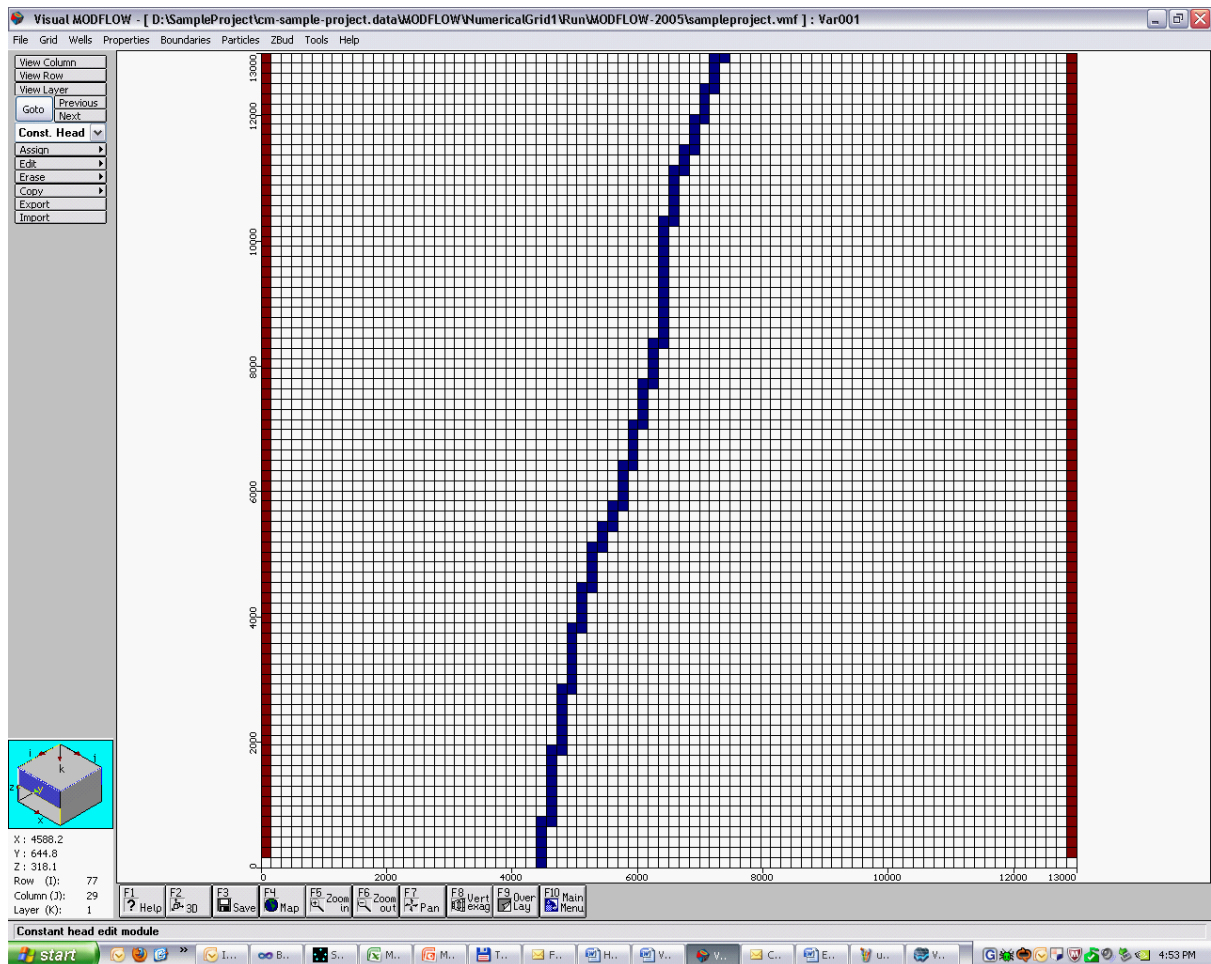 Visual MODFLOW - [ D:\SampleProject\cm-sample-project.data\MODFLOW\NumericalGrid1\Run\MODFLOW-2005\sampleproject.vmf ] : Var001
File Grid Wells Properties Boundaries Particles ZBud Tools Help
View Column
View Row
View Layer
Goto Previous
Next
Const. Head
Assign
Edit
Erase
Copy
Export
Import
13000
12000
10000
8000
6000
4000
2000
0
0 2000 4000 6000 8000 10000 12000 13000
i j
k
z y
x
X : 4588.2
Y : 644.8
Z : 318.1
Row (I): 77
Column (J): 29
Layer (K): 1
F1 ? Help F2 3D F3 Save F4 Map F5 Zoom in F6 Zoom out F7 Pan F8 Vert exag F9 Over Lay F10 Main Menu
Constant head edit module
start » I... B.. S.. M.. M.. T.. F.. H.. V.. V.. C.. E.. u.. V.. 4:53 PM